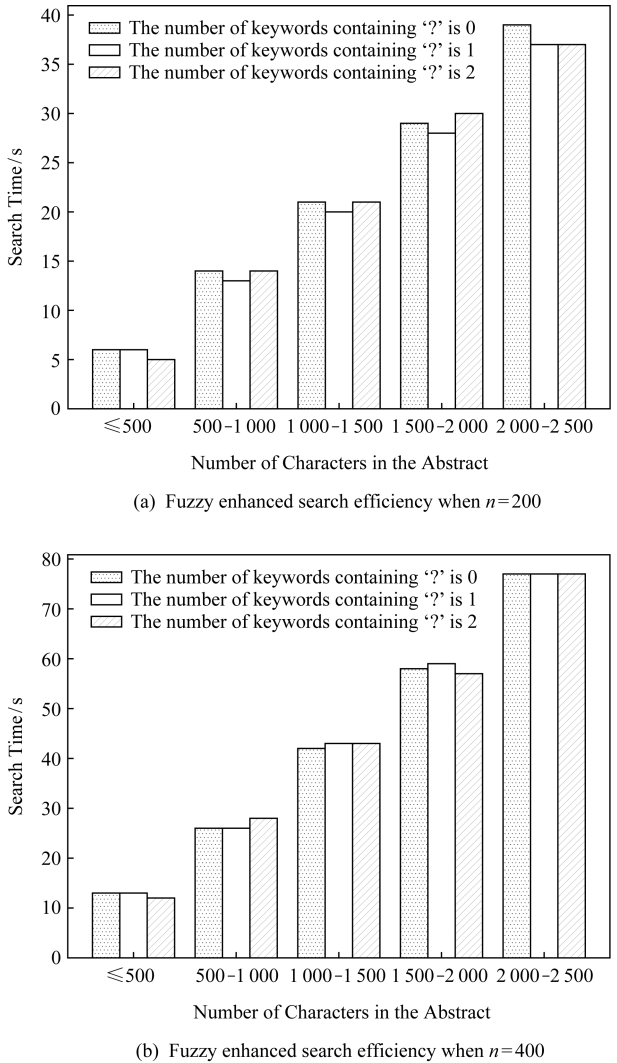 40
35
30
25
20
15
10
5
0
Search Time/s
The number of keywords containing ‘?’ is 0
The number of keywords containing ‘?’ is 1
The number of keywords containing ‘?’ is 2
≤500 500-1 000 1 000-1 500 1 500-2 000 2 000-2 500
Number of Characters in the Abstract
(a) Fuzzy enhanced search efficiency when n=200
80
70
60
50
40
30
20
10
0
Search Time/s
The number of keywords containing ‘?’ is 0
The number of keywords containing ‘?’ is 1
The number of keywords containing ‘?’ is 2
≤500 500-1 000 1 000-1 500 1 500-2 000 2 000-2 500
Number of Characters in the Abstract
(b) Fuzzy enhanced search efficiency when n=400